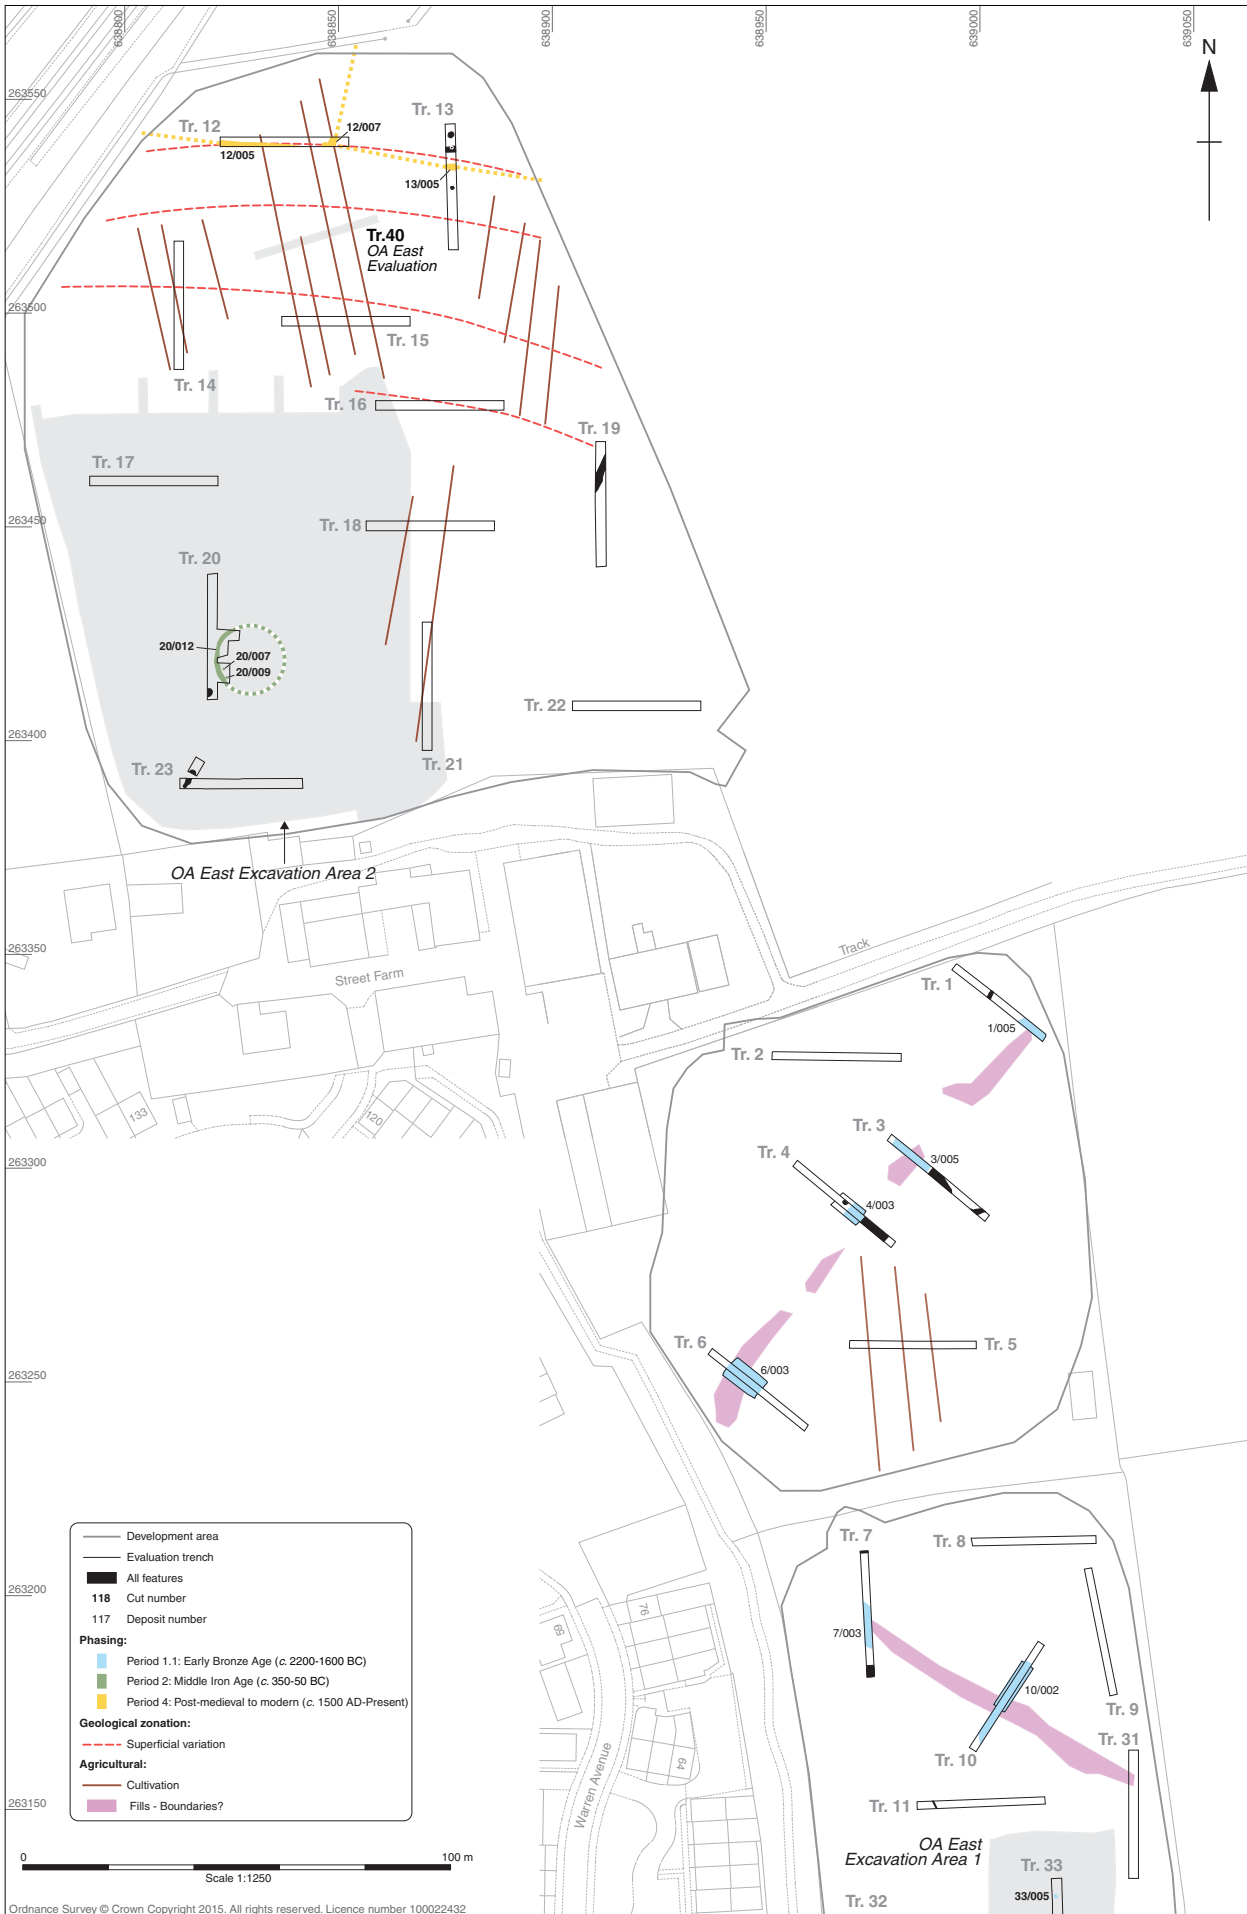 638800
638850
638900
638950
639000
639050
N
263550
Tr. 12
12/007
Tr. 13
12/005
13/005
Tr.40
OA East
Evaluation
263500
Tr. 15
Tr. 14
Tr. 16
Tr. 19
Tr. 17
263450
Tr. 18
Tr. 20
20/012
20/007
20/009
Tr. 22
263400
Tr. 23
Tr. 21
OA East Excavation Area 2
263350
Track
Street Farm
Tr. 1
1/005
Tr. 2
133
120
Tr. 3
3/005
Tr. 4
263300
4/003
Tr. 6
Tr. 5
6/003
263250
Tr. 7
Tr. 8
Development area
Evaluation trench
All features
118 Cut number
117 Deposit number
Phasing:
Period 1.1: Early Bronze Age (c. 2200-1600 BC)
Period 2: Middle Iron Age (c. 350-50 BC)
Period 4: Post-medieval to modern (c. 1500 AD-Present)
Geological zonation:
Superficial variation
Agricultural:
Cultivation
Fills - Boundaries?
263200
76
69
7/003
10/002
Tr. 9
Tr. 10
Tr. 31
64
Warren Avenue
263150
Tr. 11
OA East
Excavation Area 1
Tr. 33
33/005
Tr. 32
0
100 m
Scale 1:1250
Ordnance Survey © Crown Copyright 2015. All rights reserved. Licence number 100022432